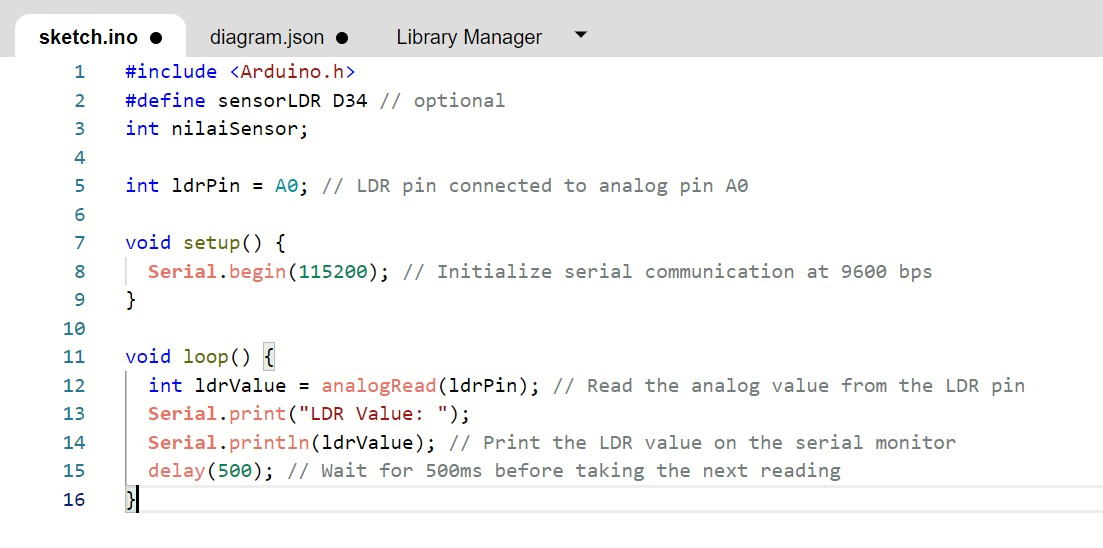 sketch.ino ● diagram.json ● Library Manager ▼
1 #include <Arduino.h>
2 #define sensorLDR D34 // optional
3 int nilaiSensor;
4
5 int ldrPin = A0; // LDR pin connected to analog pin A0
6
7 void setup() {
8   Serial.begin(115200); // Initialize serial communication at 9600 bps
9 }
10
11 void loop() {
12   int ldrValue = analogRead(ldrPin); // Read the analog value from the LDR pin
13   Serial.print("LDR Value: ");
14   Serial.println(ldrValue); // Print the LDR value on the serial monitor
15   delay(500); // Wait for 500ms before taking the next reading
16 }